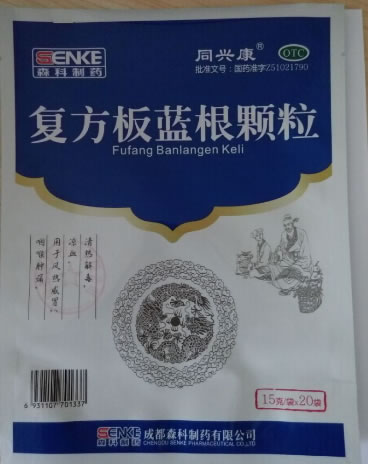 SENKE
森科制药
同兴康®
OTC
批准文号:国药准字Z51021790
复方板蓝根颗粒
Fufang Banlangen Keli
清热解毒,
凉血。
用于风热感冒,
咽喉肿痛。
6 931107 701337
15克/袋x20袋
SENKE
森科制药
成都森科制药有限公司
CHENGDU SENKE PHARMACEUTICAL CO.,LTD